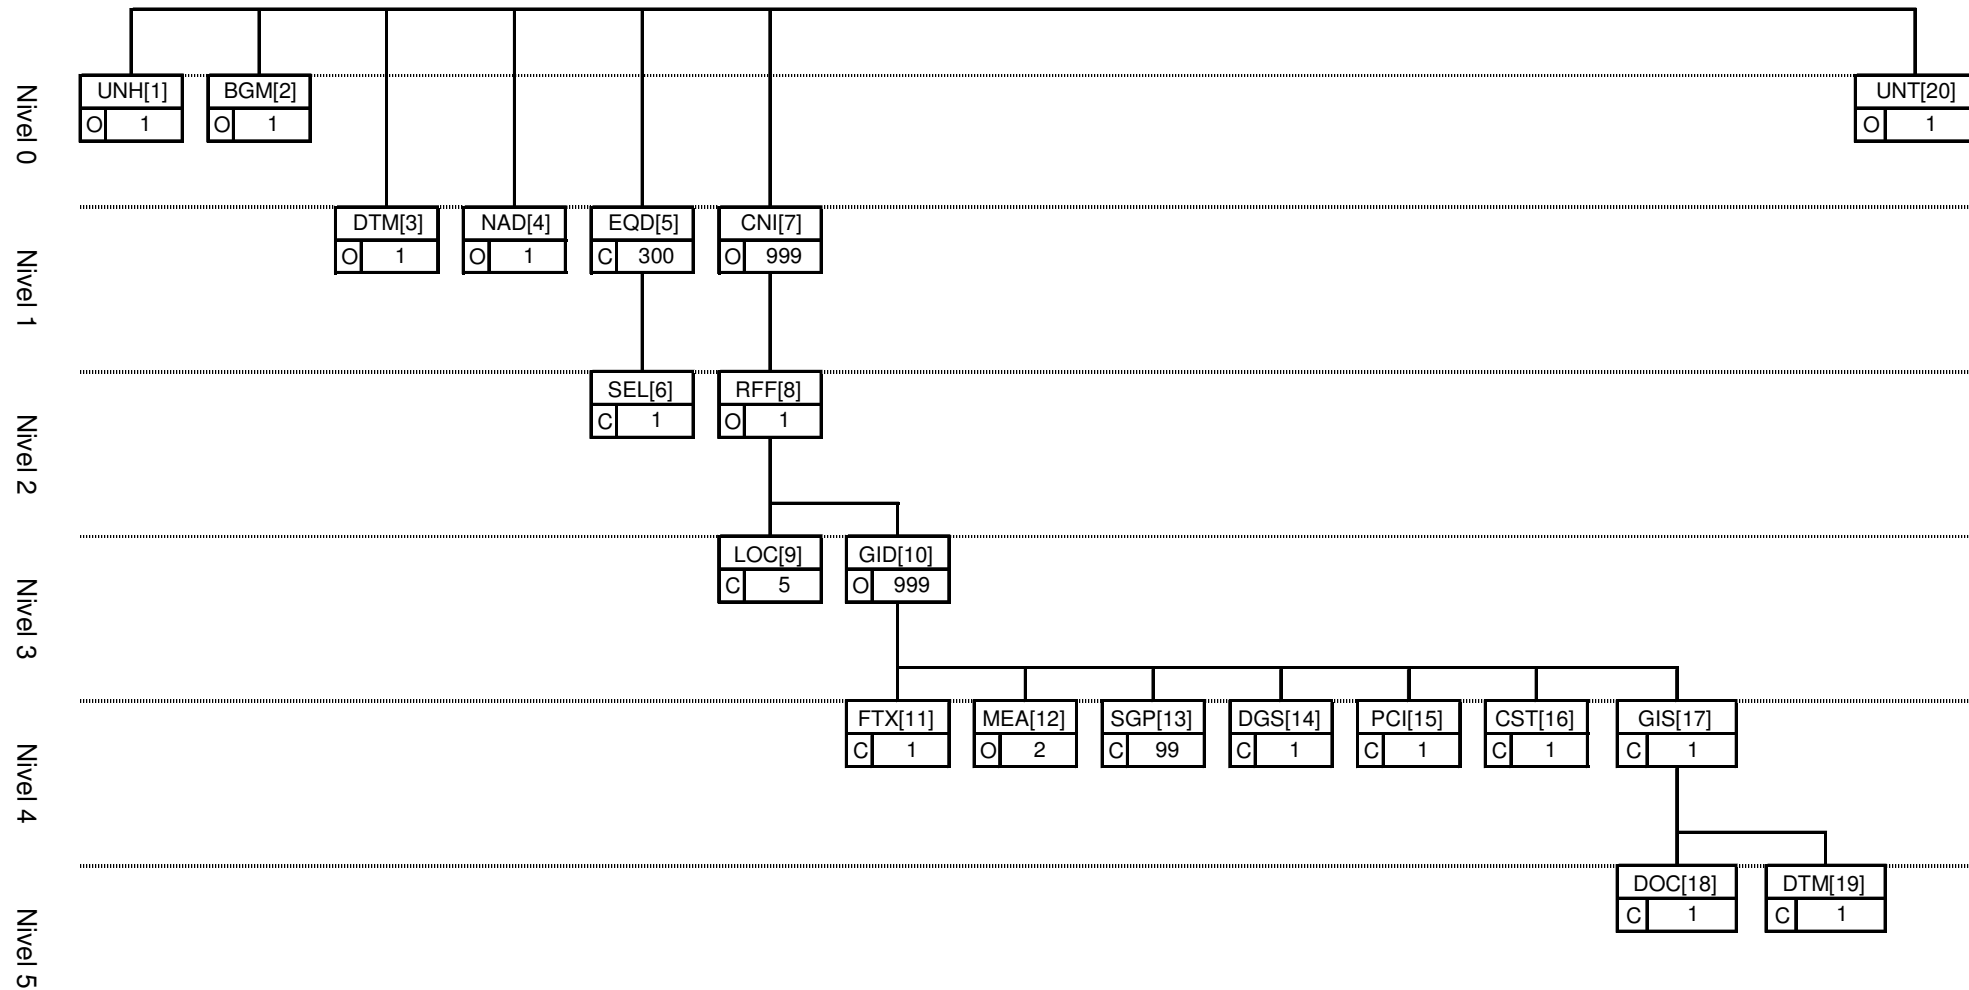 Nivel 0
UNH[1] BGM[2] UNT[20]
O 1 O 1 O 1
Nivel 1
DTM[3] NAD[4] EQD[5] CNI[7]
O 1 O 1 C 300 O 999
Nivel 2
SEL[6] RFF[8]
C 1 O 1
Nivel 3
LOC[9] GID[10]
C 5 O 999
Nivel 4
FTX[11] MEA[12] SGP[13] DGS[14] PCI[15] CST[16] GIS[17]
C 1 O 2 C 99 C 1 C 1 C 1 C 1
Nivel 5
DOC[18] DTM[19]
C 1 C 1